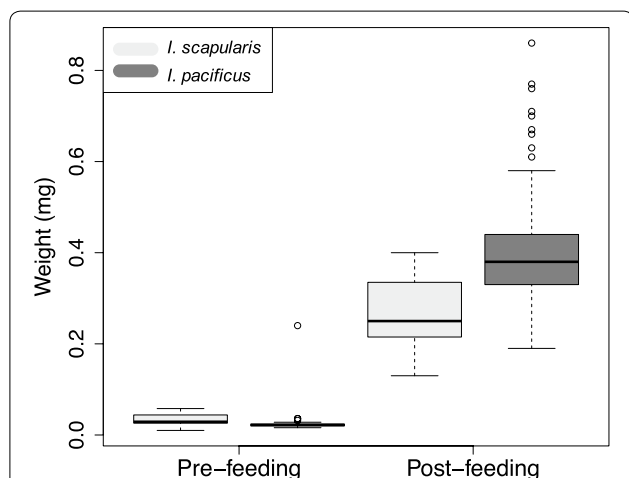 I. scapularis
I. pacificus
Weight (mg)
0.8
0.6
0.4
0.2
0.0
Pre−feeding Post−feeding